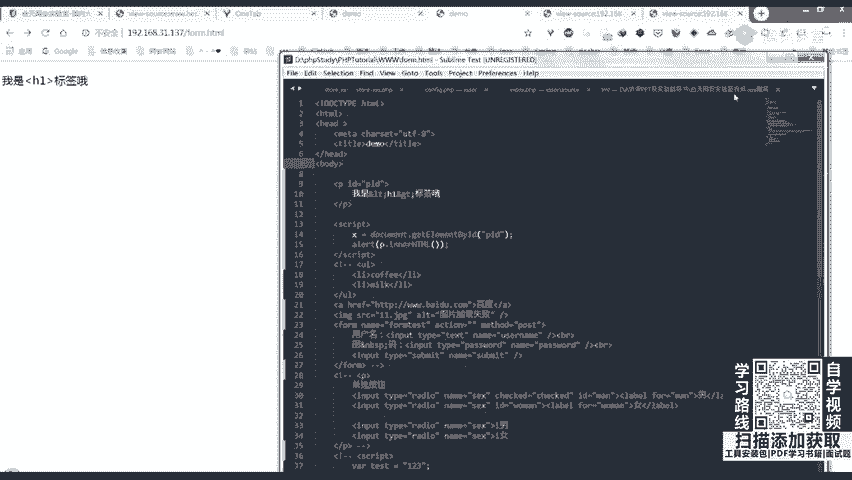 OneTab
demo
demo
view-source:192.168...
view-source:192.168...
不安全 192.168.31.137/form.html
应用
Google
我是<h1>标签哦
D:\phpStudy\PHPTutorial\WWW\form.html - Sublime Text (UNREGISTERED)
File Edit Selection Find View Goto Tools Project Preferences Help
1 <!DOCTYPE html>
2 <html>
3 <head >
4 <meta charset="utf-8">
5 <title>demo</title>
6 </head>
7 <body>
8
9 <p id="pid">
10 我是&lt;h1&gt;标签哦
11 </p>
12
13 <script>
14 x = document.getElementById("pid");
15 alert(p.innerHTML());
16 </script>
17 <!-- <ul>
18 <li>coffee</li>
19 <li>milk</li>
20 </ul>
21 <a href="http://www.baidu.com">百度</a>
22 <img src="11.jpg" alt="图片加载失败" />
23 <form name="formtest" action="" method="post">
24 用户名：<input type="text" name="username" /><br>
25 密&nbsp;码：<input type="password" name="password" /><br>
26 <input type="submit" name="submit" />
27 </form> -->
28 <!-- <p>
29 单选按钮
30 <input type="radio" name="sex" checked="checked" id="man"><label for="man">男</la
31 <input type="radio" name="sex" id="woman"><label for="woman">女</label>
32
33 <input type="radio" name="sex">1男
34 <input type="radio" name="sex">1女
35 </p> -->
36 <!-- <script>
37 var test = "123";
学习路线
自学视频
扫描添加获取
工具安装包|PDF学习书籍|面试题